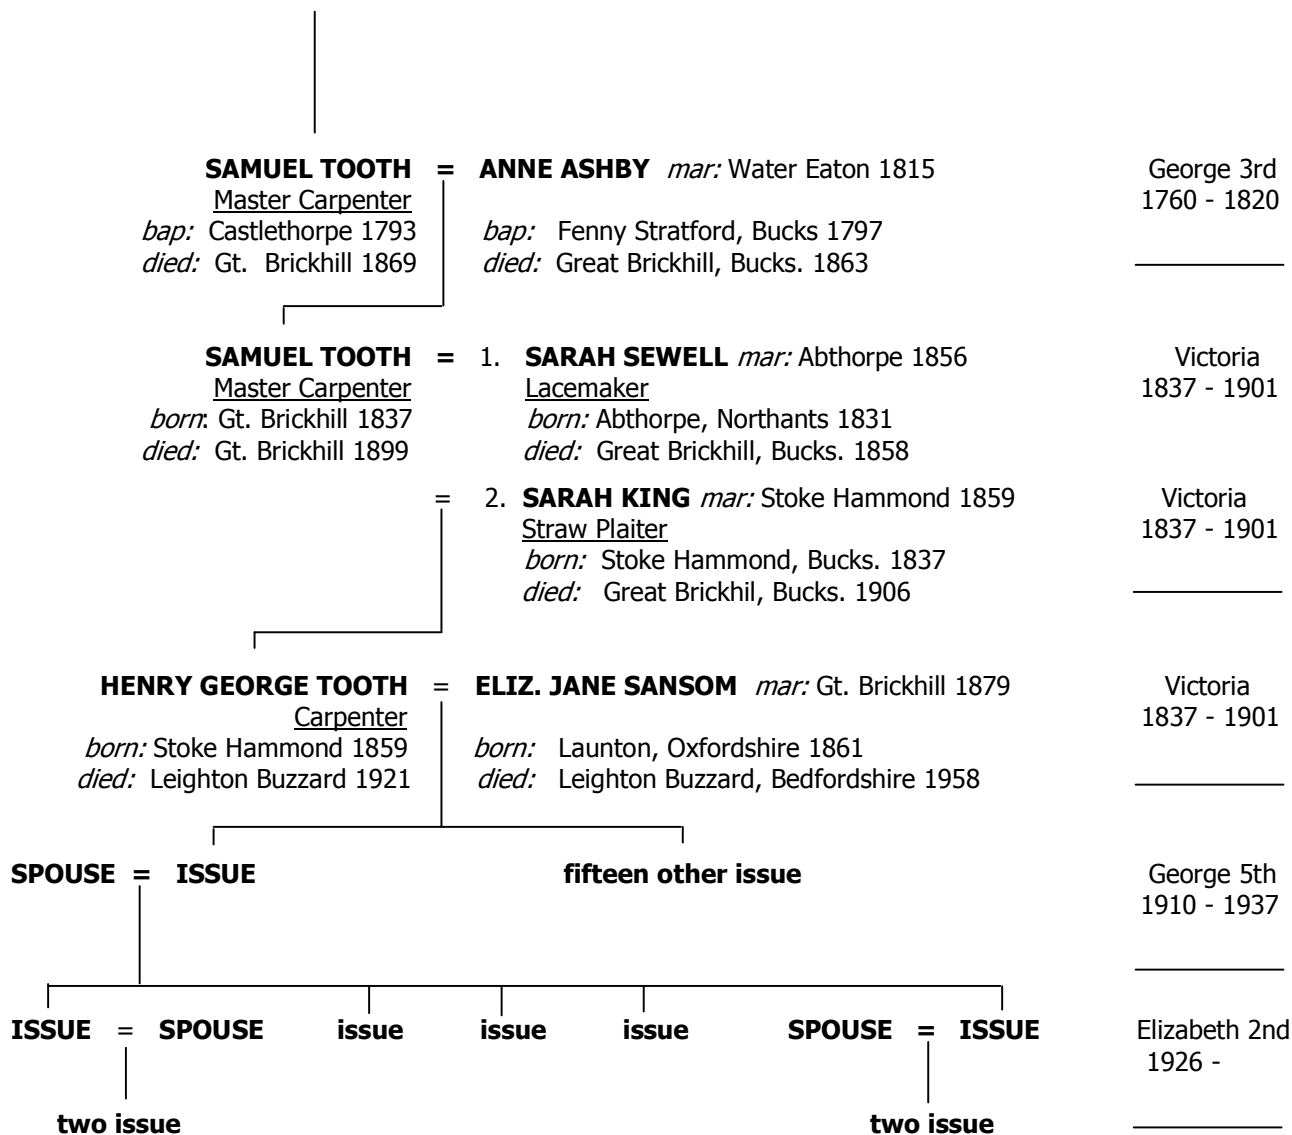 SAMUEL TOOTH = ANNE ASHBY mar: Water Eaton 1815 George 3rd
Master Carpenter 1760 - 1820
bap: Castlethorpe 1793 bap: Fenny Stratford, Bucks 1797
died: Gt. Brickhill 1869 died: Great Brickhill, Bucks. 1863
SAMUEL TOOTH = 1. SARAH SEWELL mar: Abthorpe 1856 Victoria
Master Carpenter Lacemaker 1837 - 1901
born: Gt. Brickhill 1837 born: Abthorpe, Northants 1831
died: Gt. Brickhill 1899 died: Great Brickhill, Bucks. 1858
= 2. SARAH KING mar: Stoke Hammond 1859 Victoria
Straw Plaiter 1837 - 1901
born: Stoke Hammond, Bucks. 1837
died: Great Brickhil, Bucks. 1906
HENRY GEORGE TOOTH = ELIZ. JANE SANSOM mar: Gt. Brickhill 1879 Victoria
Carpenter 1837 - 1901
born: Stoke Hammond 1859 born: Launton, Oxfordshire 1861
died: Leighton Buzzard 1921 died: Leighton Buzzard, Bedfordshire 1958
SPOUSE = ISSUE fifteen other issue George 5th
1910 - 1937
ISSUE = SPOUSE issue issue issue SPOUSE = ISSUE Elizabeth 2nd
1926 -
two issue two issue